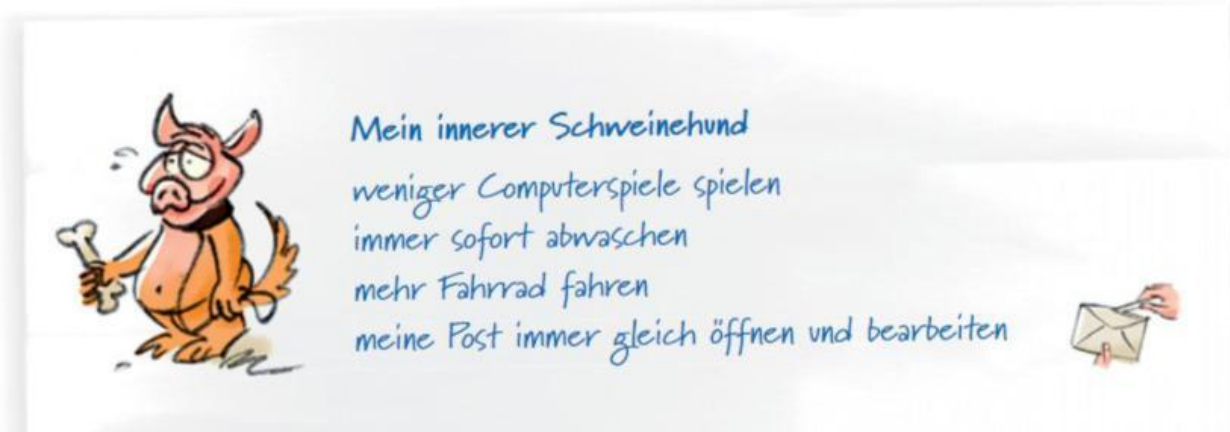 Mein innerer Schweinehund
weniger Computerspiele spielen
immer sofort abwaschen
mehr Fahrrad fahren
meine Post immer gleich öffnen und bearbeiten